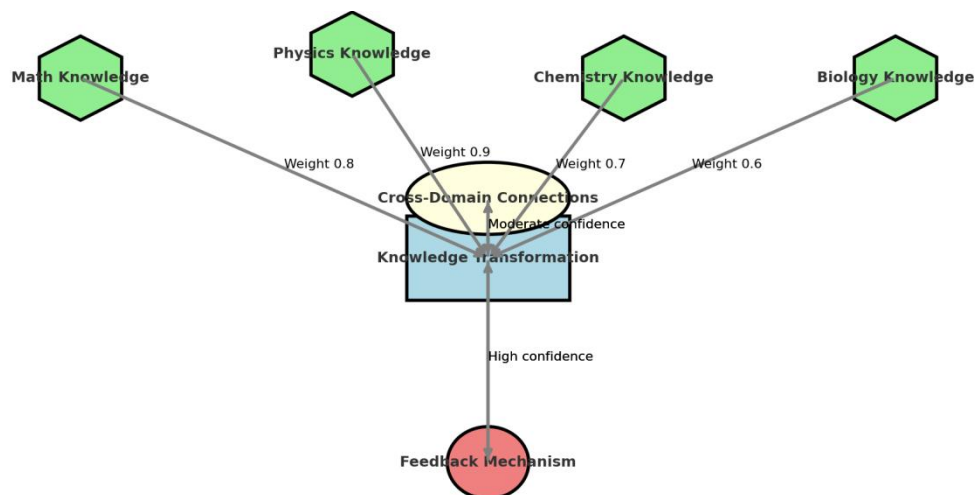 Physics Knowledge
Math Knowledge
Chemistry Knowledge
Biology Knowledge
Weight 0.8
Weight 0.9
Weight 0.7
Weight 0.6
Cross-Domain Connections
Moderate confidence
Knowledge Transformation
High confidence
Feedback Mechanism